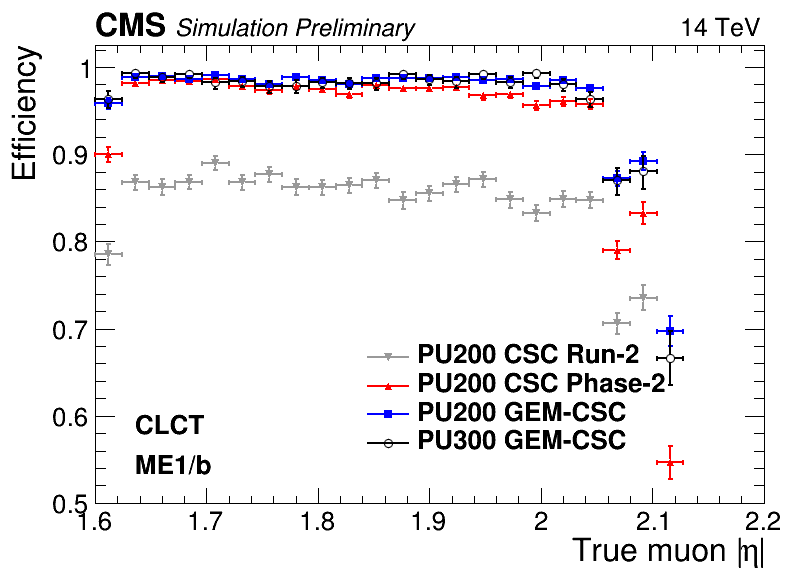 CMS Simulation Preliminary 14 TeV
Efficiency
1
0.9
0.8
0.7
0.6
0.5
PU200 CSC Run-2
PU200 CSC Phase-2
PU200 GEM-CSC
PU300 GEM-CSC
CLCT
ME1/b
1.6 1.7 1.8 1.9 2 2.1 2.2
True muon |η|